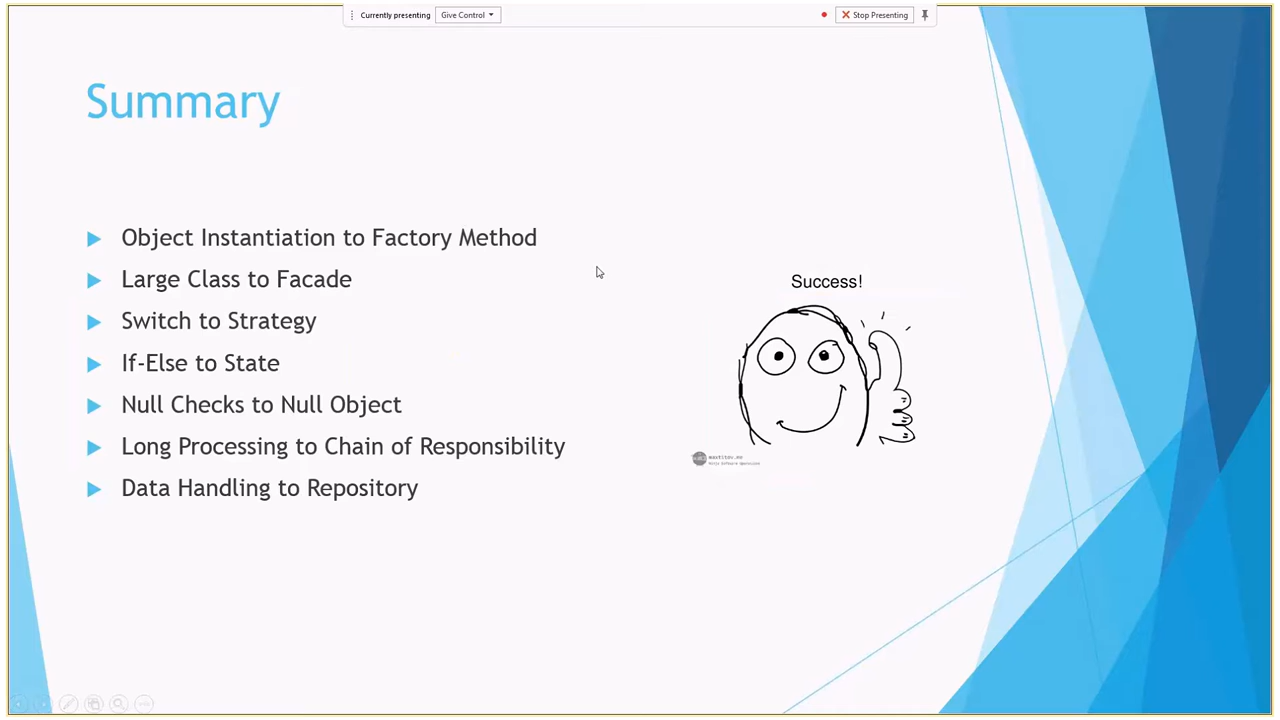 Currently presenting
Give Control
Stop Presenting
Summary
Object Instantiation to Factory Method
Large Class to Facade
Switch to Strategy
If-Else to State
Null Checks to Null Object
Long Processing to Chain of Responsibility
Data Handling to Repository
Success!